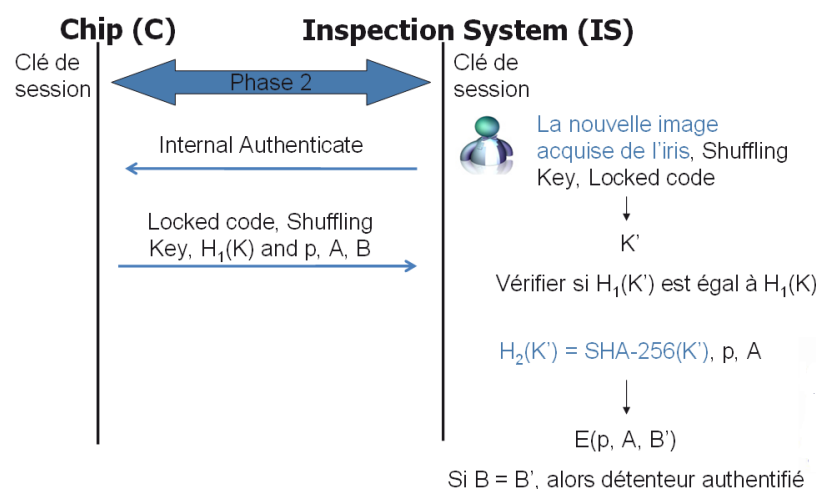 Chip (C)
Inspection System (IS)
Clé de
session
Phase 2
Clé de
session
Internal Authenticate
La nouvelle image
acquise de l'iris, Shuffling
Key, Locked code
Locked code, Shuffling
Key, H₁(K) and p, A, B
K'
Vérifier si H₁(K') est égal à H₁(K)
H₂(K') = SHA-256(K'), p, A
E(p, A, B')
Si B = B', alors détenteur authentifié